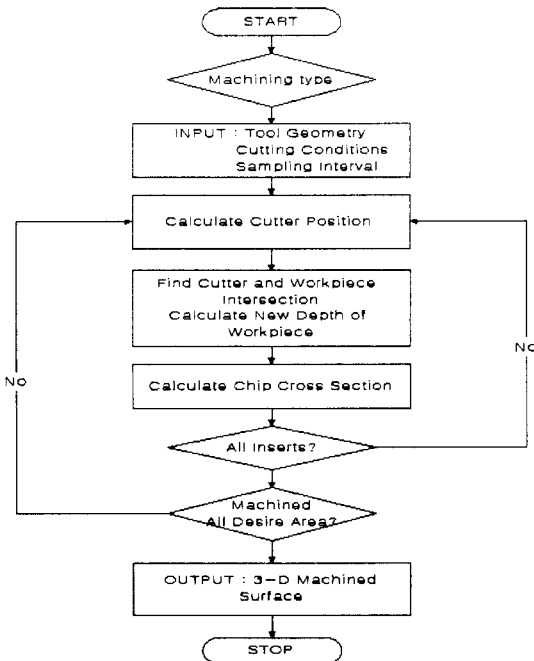 START
Machining type
INPUT : Tool Geometry
Cutting Conditions
Sampling Interval
Calculate Cutter Position
Find Cutter and Workpiece
Intersection
Calculate New Depth of
Workpiece
No
No
Calculate Chip Cross Section
All Inserts?
Machined
All Desire Area?
OUTPUT : 3-D Machined
Surface
STOP